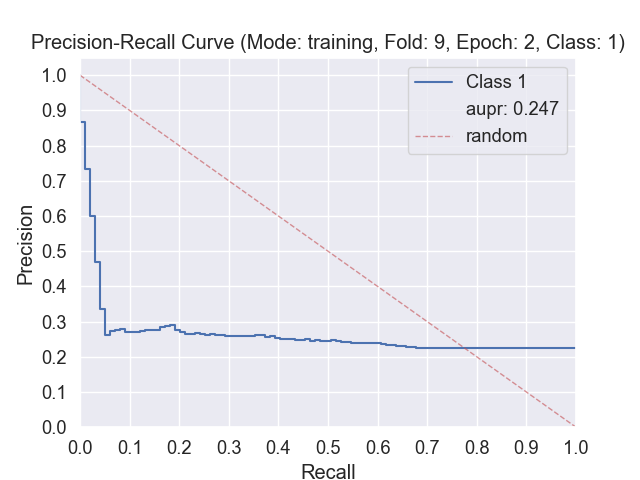 Precision-Recall Curve (Mode: training, Fold: 9, Epoch: 2, Class: 1)
1.0
0.9
0.8
0.7
0.6
0.5
0.4
0.3
0.2
0.1
0.0
Precision
Class 1
aupr: 0.247
random
0.0 0.1 0.2 0.3 0.4 0.5 0.6 0.7 0.8 0.9 1.0
Recall